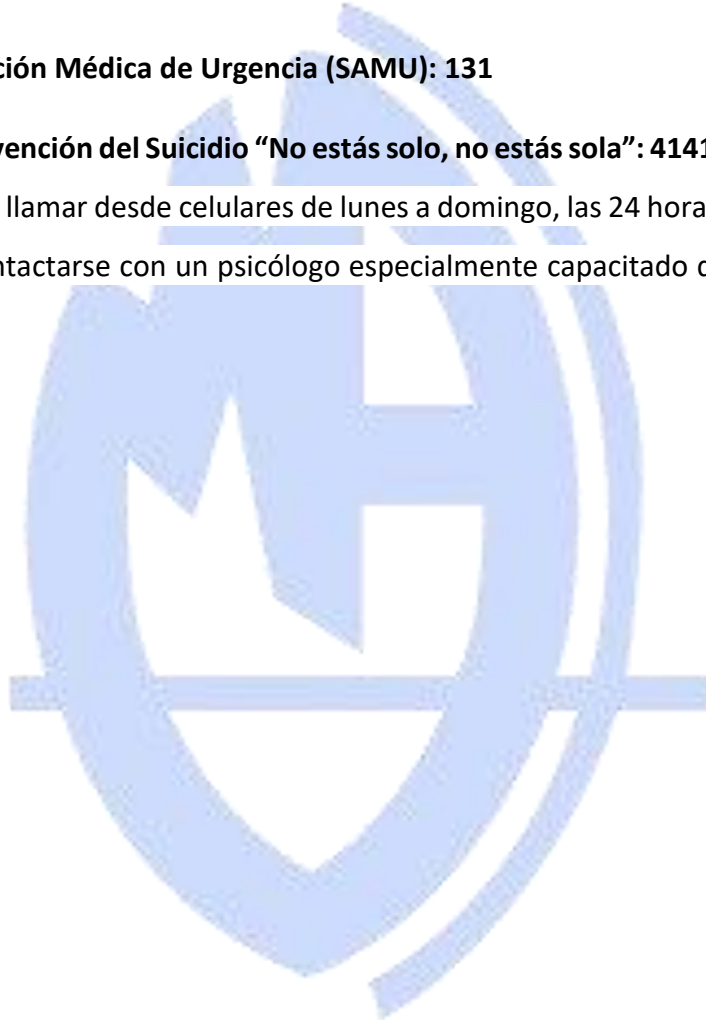 ción Médica de Urgencia (SAMU): 131
vención del Suicidio “No estás solo, no estás sola”: 4141
llamar desde celulares de lunes a domingo, las 24 hora
ntactarse con un psicólogo especialmente capacitado